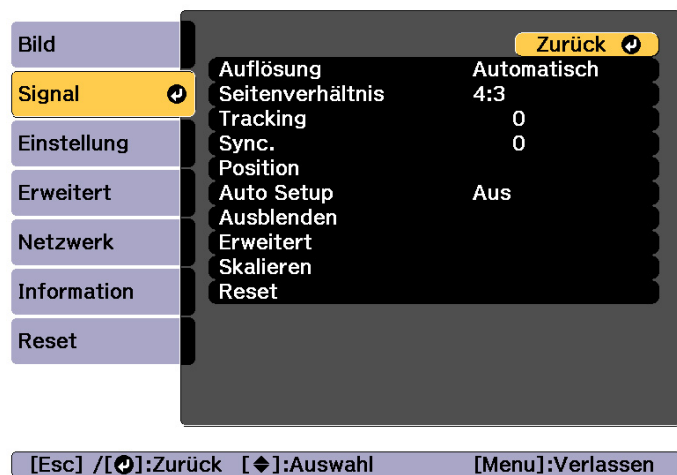 Bild
Signal
Einstellung
Erweitert
Netzwerk
Information
Reset
Zurück
Auflösung Automatisch
Seitenverhältnis 4:3
Tracking 0
Sync. 0
Position
Auto Setup Aus
Ausblenden
Erweitert
Skalieren
Reset
[Esc] /[⏎]:Zurück [◆]:Auswahl [Menu]:Verlassen